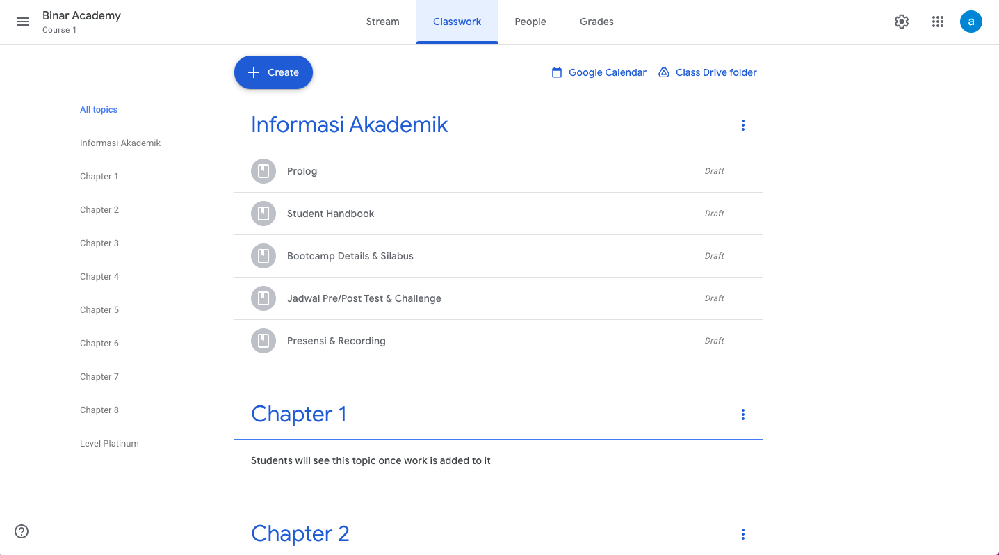 Binar Academy
Course 1
Stream
Classwork
People
Grades
a
Create
Google Calendar
Class Drive folder
All topics
Informasi Akademik
Chapter 1
Chapter 2
Chapter 3
Chapter 4
Chapter 5
Chapter 6
Chapter 7
Chapter 8
Level Platinum
Informasi Akademik
Prolog Draft
Student Handbook Draft
Bootcamp Details & Silabus Draft
Jadwal Pre/Post Test & Challenge Draft
Presensi & Recording Draft
Chapter 1
Students will see this topic once work is added to it
Chapter 2